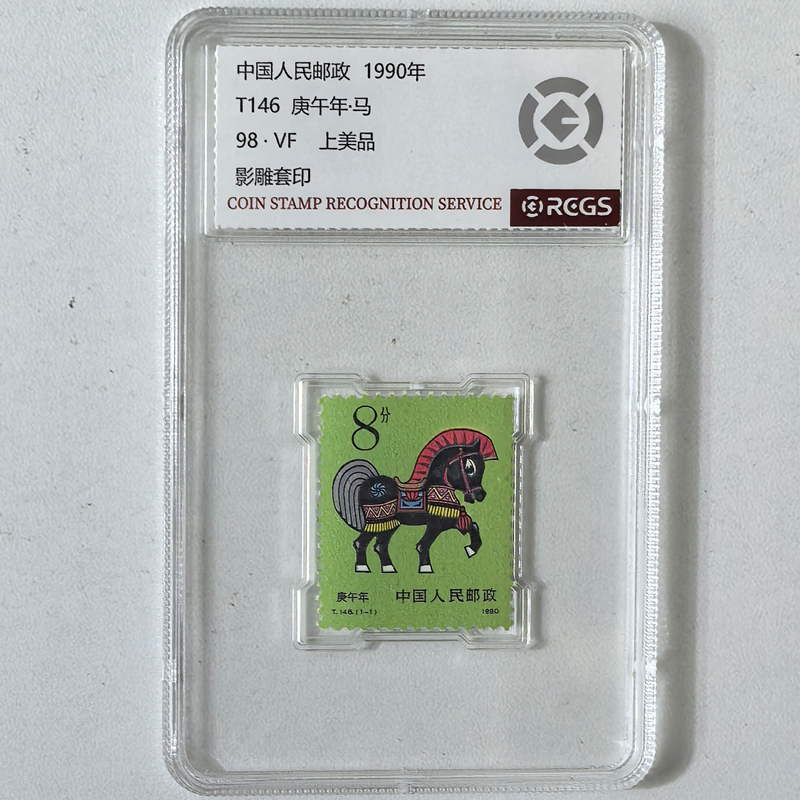 中国人民邮政 1990年
T146 庚午年·马
98·VF 上美品
影雕套印
COIN STAMP RECOGNITION SERVICE
RCGS
8分
庚午年 中国人民邮政
T.146.(1-1) 1990